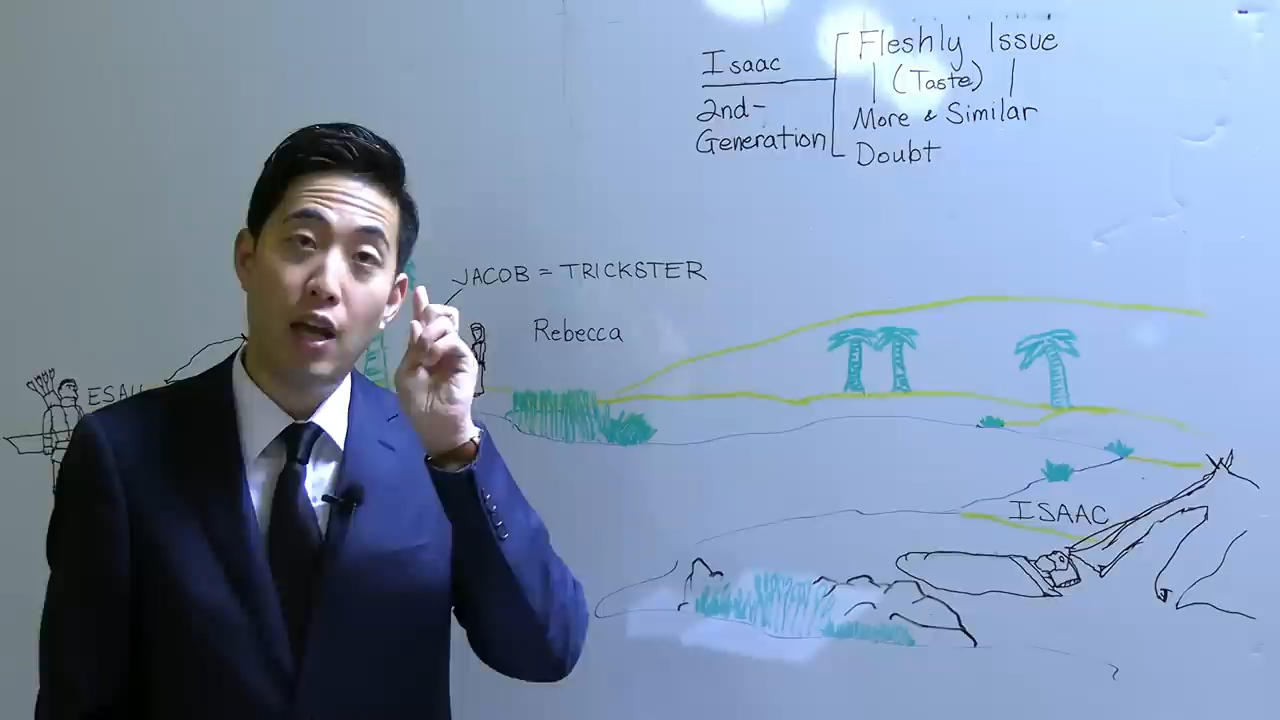 Isaac
2nd-
Generation
Fleshly Issue
(Taste)
More & Similar
Doubt
JACOB = TRICKSTER
Rebecca
ESAU
ISAAC